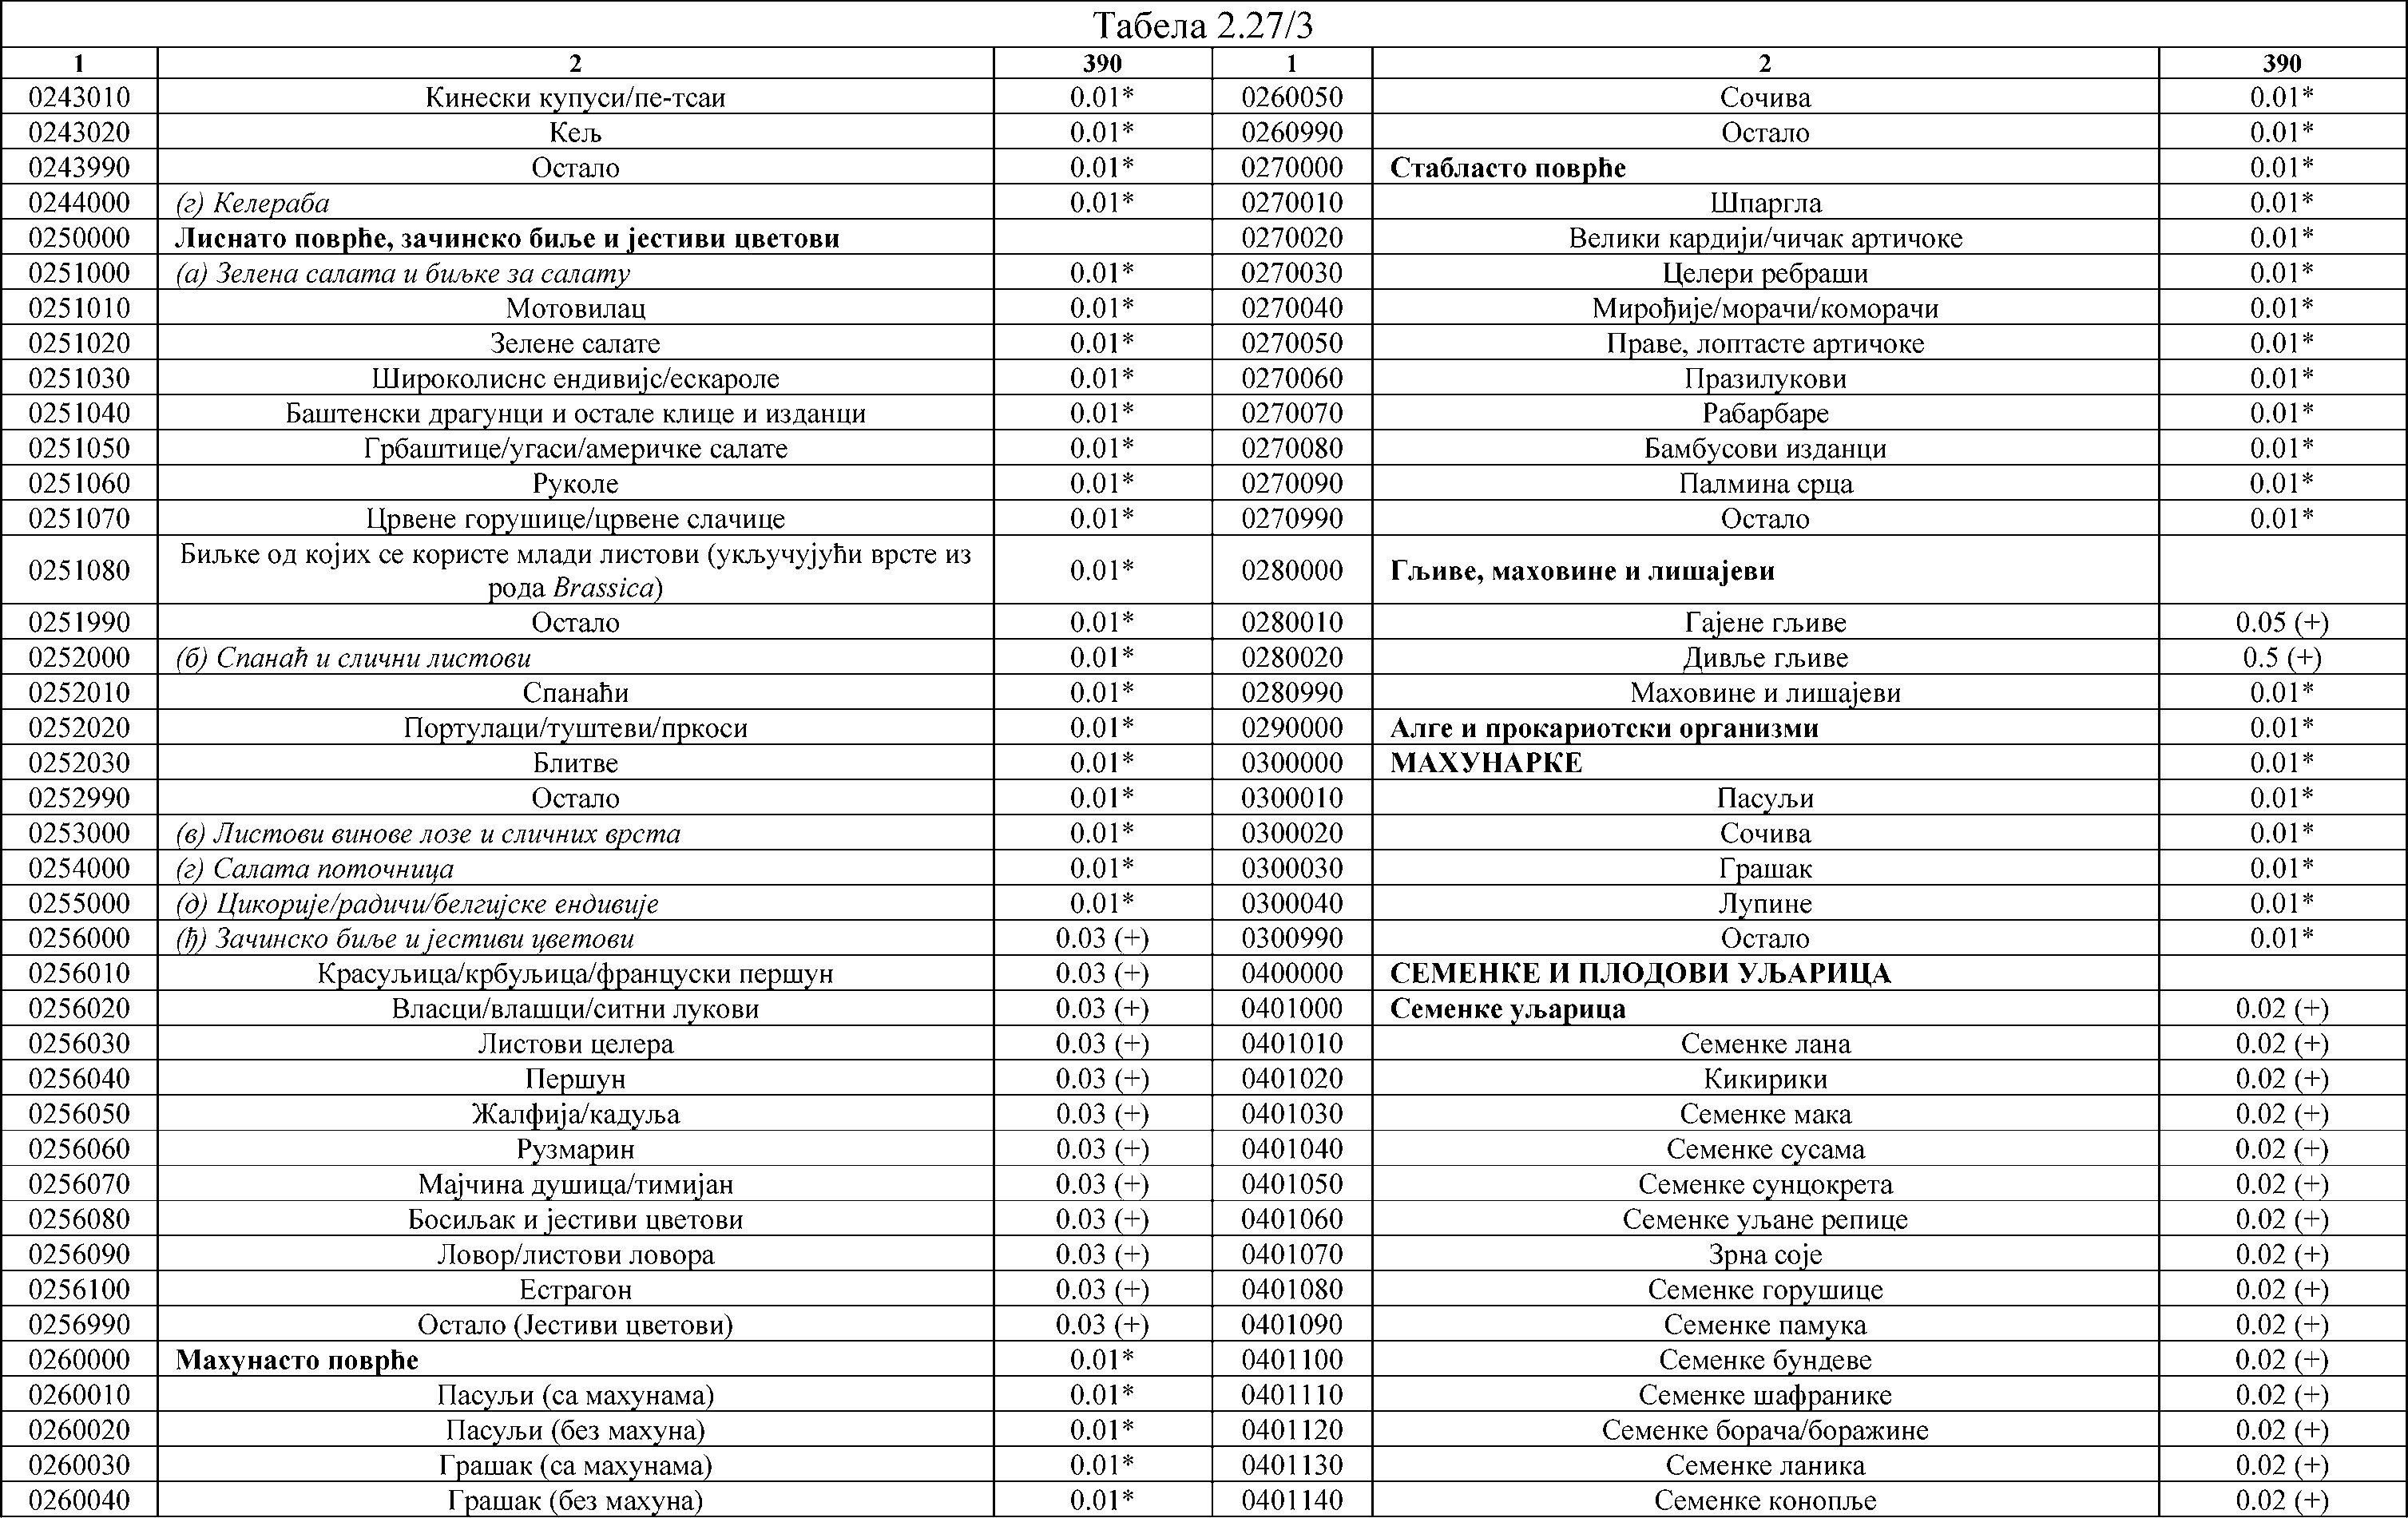 Табела 2.27/3
1 2 390 1 2 390
0243010 Кинески купуси/пе-тсаи 0.01* 0260050 Сочива 0.01*
0243020 Кељ 0.01* 0260990 Остало 0.01*
0243990 Остало 0.01* 0270000 Стабласто поврће 0.01*
0244000 (г) Келераба 0.01* 0270010 Шпаргла 0.01*
0250000 Лиснато поврће, зачинско биље и јестиви цветови 0270020 Велики кардији/чичак артичоке 0.01*
0251000 (а) Зелена салата и биљке за салату 0.01* 0270030 Целери ребраши 0.01*
0251010 Мотовилац 0.01* 0270040 Мирођије/морачи/коморачи 0.01*
0251020 Зелене салате 0.01* 0270050 Праве, лоптасте артичоке 0.01*
0251030 Широколиснс ендивијс/ескароле 0.01* 0270060 Празилукови 0.01*
0251040 Баштенски драгунци и остале клице и изданци 0.01* 0270070 Рабарбаре 0.01*
0251050 Грбаштице/угаси/америчке салате 0.01* 0270080 Бамбусови изданци 0.01*
0251060 Руколе 0.01* 0270090 Палмина срца 0.01*
0251070 Црвене горушице/црвене слачице 0.01* 0270990 Остало 0.01*
0251080 Биљке од којих се користе млади листови (укључујући врсте из
рода Brassica) 0.01* 0280000 Гљиве, маховине и лишајеви
0251990 Остало 0.01* 0280010 Гајене гљиве 0.05 (+)
0252000 (б) Спанаћ и слични листови 0.01* 0280020 Дивље гљиве 0.5 (+)
0252010 Спанаћи 0.01* 0280990 Маховине и лишајеви 0.01*
0252020 Портулаци/туштеви/пркоси 0.01* 0290000 Алге и прокариотски организми 0.01*
0252030 Блитве 0.01* 0300000 МАХУНАРКЕ 0.01*
0252990 Остало 0.01* 0300010 Пасуљи 0.01*
0253000 (в) Листови винове лозе и сличних врста 0.01* 0300020 Сочива 0.01*
0254000 (г) Салата поточница 0.01* 0300030 Грашак 0.01*
0255000 (д) Цикорије/радичи/белгијске ендивије 0.01* 0300040 Лупине 0.01*
0256000 (ђ) Зачинско биље и јестиви цветови 0.03 (+) 0300990 Остало 0.01*
0256010 Красуљица/крбуљица/француски першун 0.03 (+) 0400000 СЕМЕНКЕ И ПЛОДОВИ УЉАРИЦА
0256020 Власци/влашци/ситни лукови 0.03 (+) 0401000 Семенке уљарица 0.02 (+)
0256030 Листови целера 0.03 (+) 0401010 Семенке лана 0.02 (+)
0256040 Першун 0.03 (+) 0401020 Кикирики 0.02 (+)
0256050 Жалфија/кадуља 0.03 (+) 0401030 Семенке мака 0.02 (+)
0256060 Рузмарин 0.03 (+) 0401040 Семенке сусама 0.02 (+)
0256070 Мајчина душица/тимијан 0.03 (+) 0401050 Семенке сунцокрета 0.02 (+)
0256080 Босиљак и јестиви цветови 0.03 (+) 0401060 Семенке уљане репице 0.02 (+)
0256090 Ловор/листови ловора 0.03 (+) 0401070 Зрна соје 0.02 (+)
0256100 Естрагон 0.03 (+) 0401080 Семенке горушице 0.02 (+)
0256990 Остало (Јестиви цветови) 0.03 (+) 0401090 Семенке памука 0.02 (+)
0260000 Махунасто поврће 0.01* 0401100 Семенке бундеве 0.02 (+)
0260010 Пасуљи (са махунама) 0.01* 0401110 Семенке шафранике 0.02 (+)
0260020 Пасуљи (без махуна) 0.01* 0401120 Семенке борача/боражине 0.02 (+)
0260030 Грашак (са махунама) 0.01* 0401130 Семенке ланика 0.02 (+)
0260040 Грашак (без махуна) 0.01* 0401140 Семенке конопље 0.02 (+)